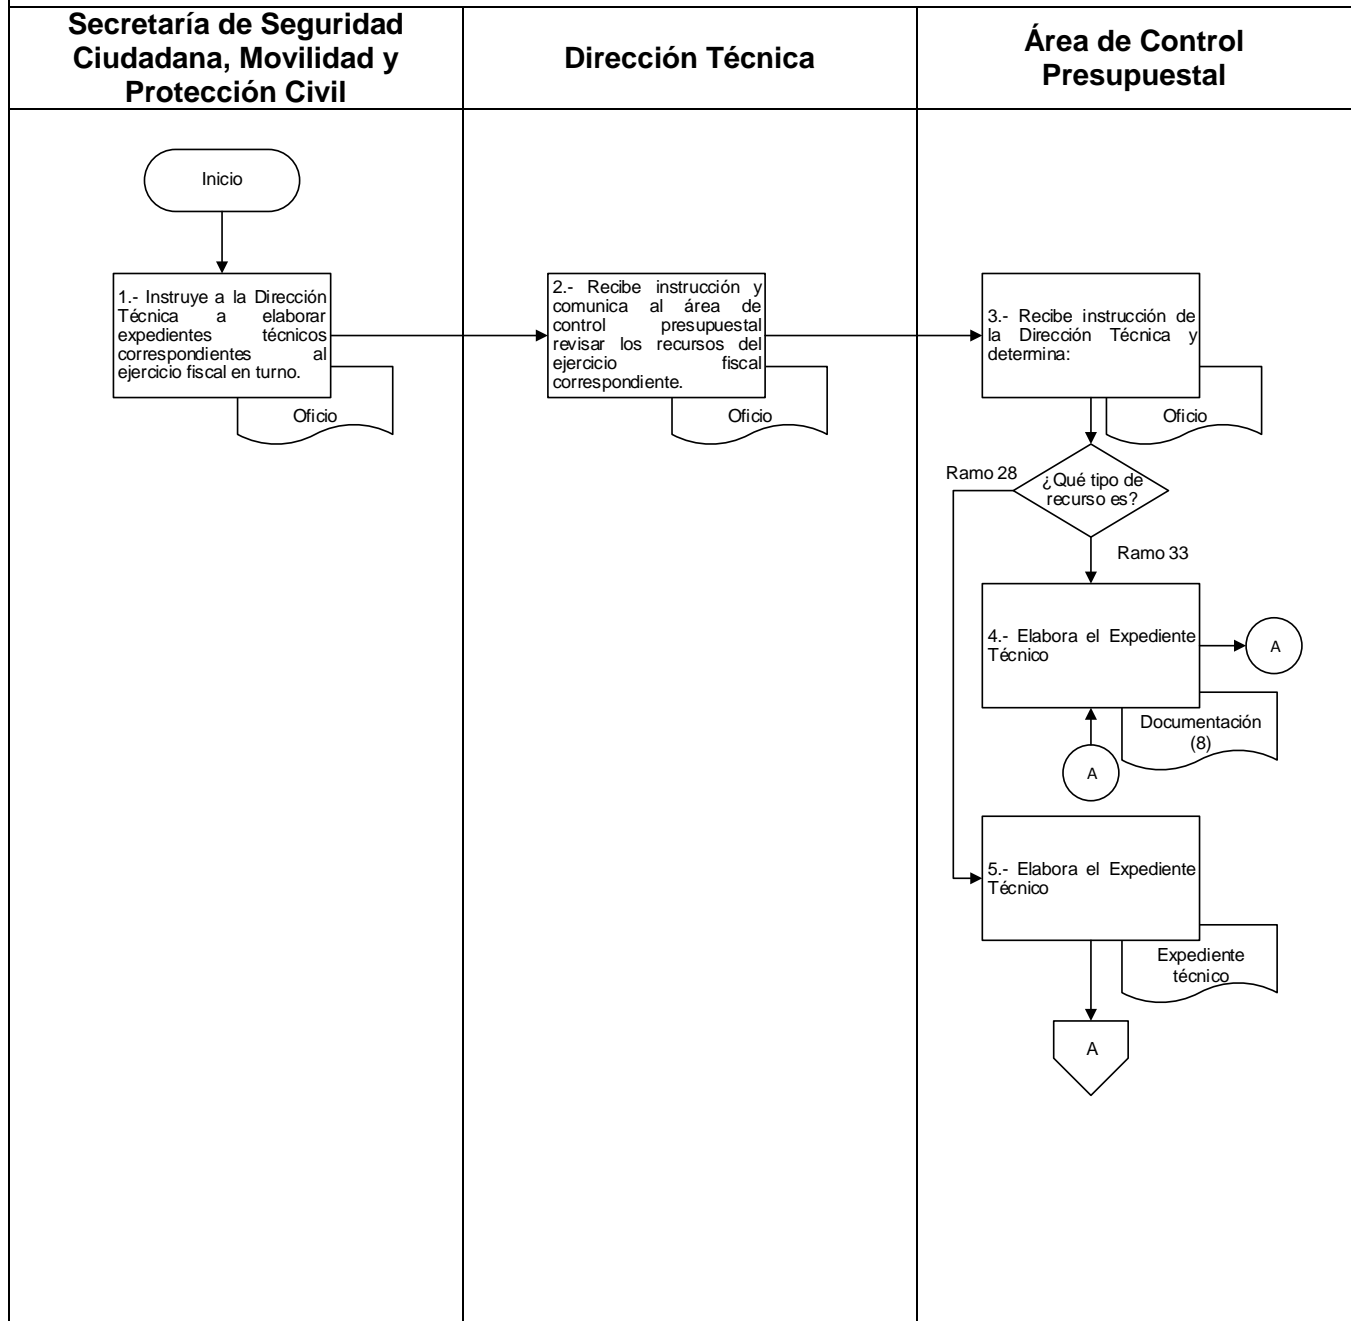 Secretaría de Seguridad
Ciudadana, Movilidad y
Protección Civil
Dirección Técnica
Área de Control
Presupuestal
Inicio
1.- Instruye a la Dirección
Técnica a elaborar
expedientes técnicos
correspondientes al
ejercicio fiscal en turno.
Oficio
2.- Recibe instrucción y
comunica al área de
control presupuestal
revisar los recursos del
ejercicio fiscal
correspondiente.
Oficio
3.- Recibe instrucción de
la Dirección Técnica y
determina:
Oficio
Ramo 28
¿Qué tipo de
recurso es?
Ramo 33
4.- Elabora el Expediente
Técnico
A
Documentación
(8)
A
5.- Elabora el Expediente
Técnico
Expediente
técnico
A